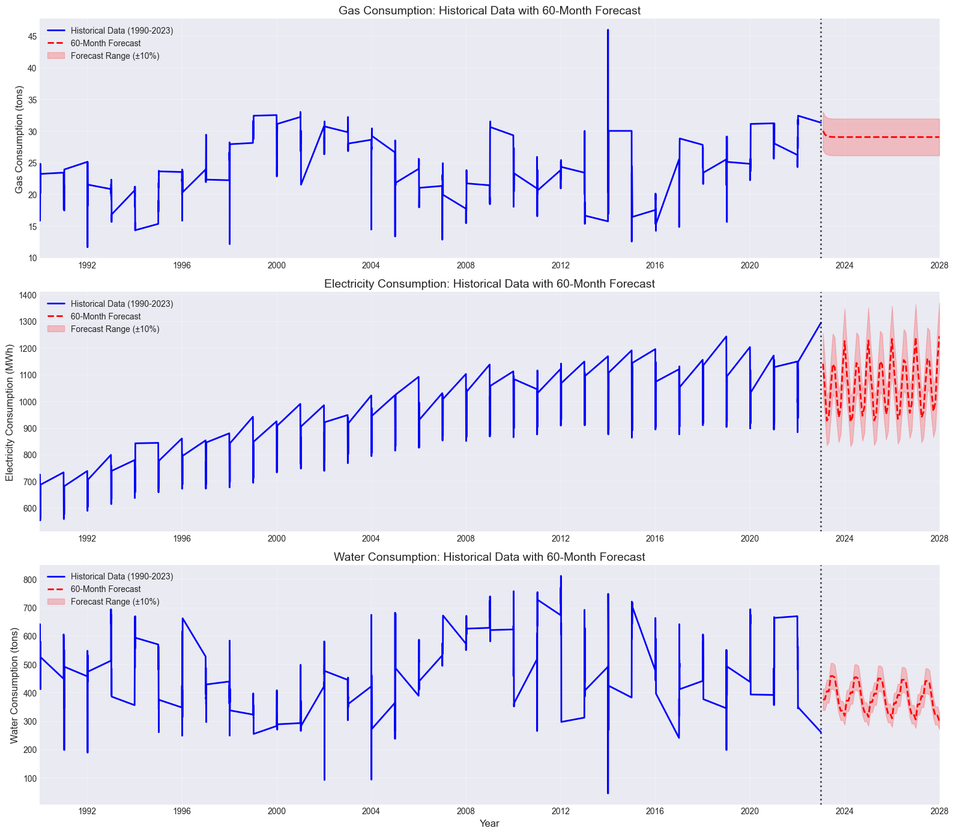 Gas Consumption: Historical Data with 60-Month Forecast
Historical Data (1990-2023)
60-Month Forecast
Forecast Range (±10%)
Gas Consumption (tons)
45
40
35
30
25
20
15
10
1992 1996 2000 2004 2008 2012 2016 2020 2024 2028
Electricity Consumption: Historical Data with 60-Month Forecast
Historical Data (1990-2023)
60-Month Forecast
Forecast Range (±10%)
Electricity Consumption (MWh)
1400
1300
1200
1100
1000
900
800
700
600
1992 1996 2000 2004 2008 2012 2016 2020 2024 2028
Water Consumption: Historical Data with 60-Month Forecast
Historical Data (1990-2023)
60-Month Forecast
Forecast Range (±10%)
Water Consumption (tons)
800
700
600
500
400
300
200
100
1992 1996 2000 2004 2008 2012 2016 2020 2024 2028
Year